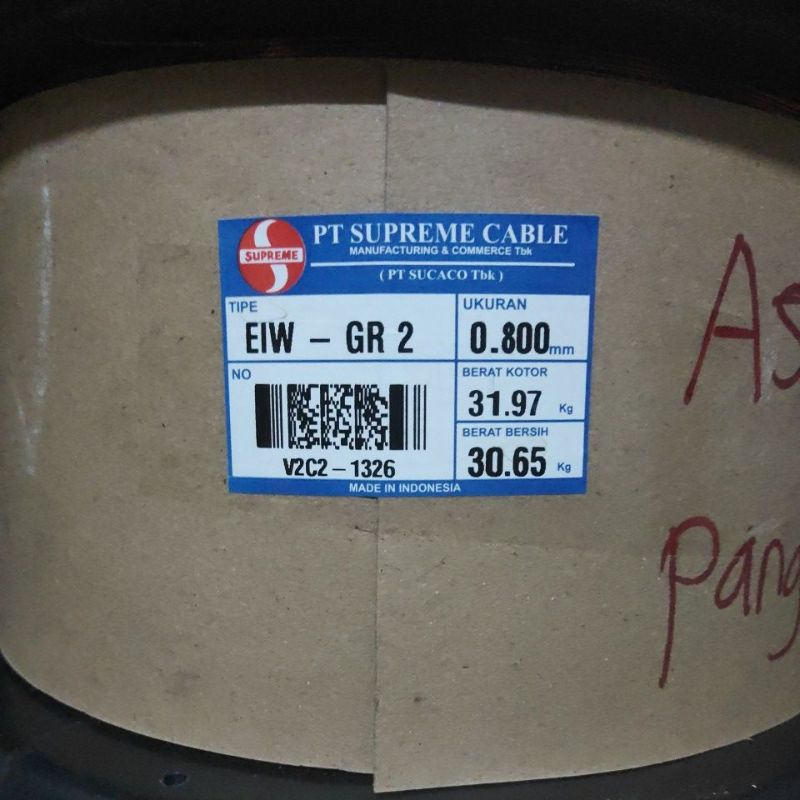 SUPREME
PT SUPREME CABLE
MANUFACTURING & COMMERCE Tbk
( PT SUCACO Tbk )
TIPE
EIW - GR 2
UKURAN
0.800mm
NO
V2C2-1326
BERAT KOTOR
31.97 Kg
BERAT BERSIH
30.65 Kg
MADE IN INDONESIA